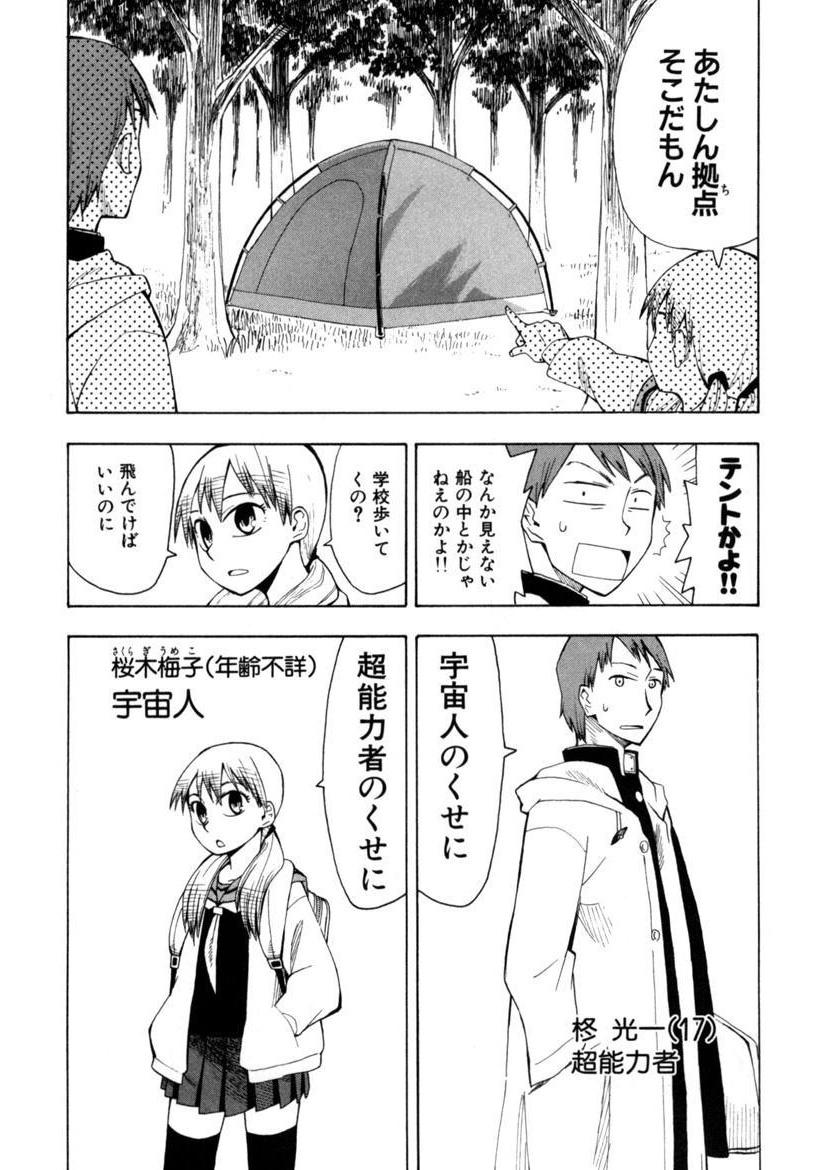 あたしん拠点
そこだもん
テントかよ!!
なんか見えない
船の中とかじゃ
ねえのかよ!!
学校歩いて
くの?
飛んでけば
いいのに
宇宙人のくせに
柊 光一(17)
超能力者
超能力者のくせに
桜木梅子(年齢不詳)
宇宙人